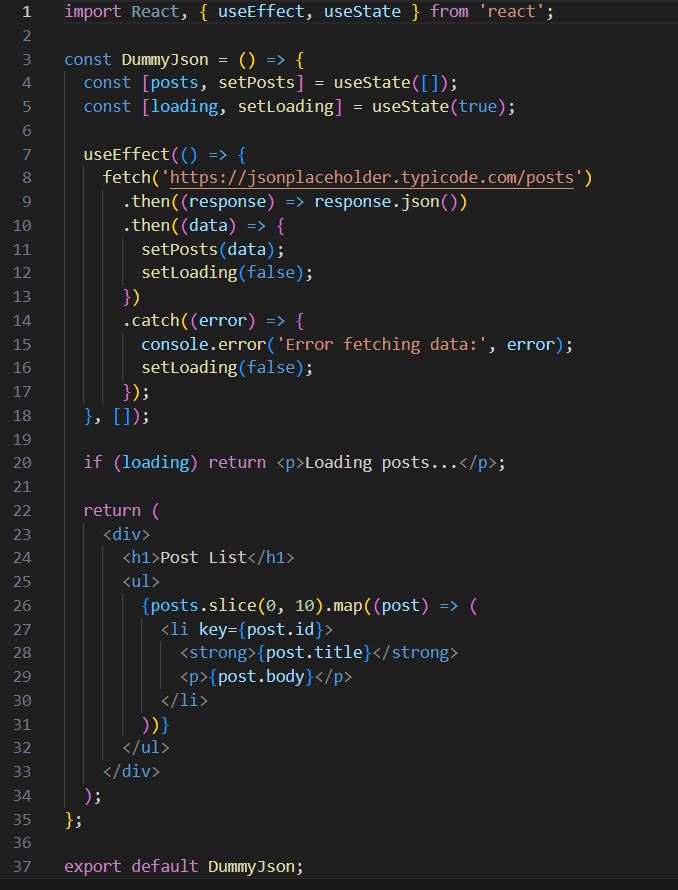 1 import React, { useEffect, useState } from 'react';
2
3 const DummyJson = () => {
4   const [posts, setPosts] = useState([]);
5   const [loading, setLoading] = useState(true);
6
7   useEffect(() => {
8     fetch('https://jsonplaceholder.typicode.com/posts')
9       .then((response) => response.json())
10       .then((data) => {
11         setPosts(data);
12         setLoading(false);
13       })
14       .catch((error) => {
15         console.error('Error fetching data:', error);
16         setLoading(false);
17       });
18   }, []);
19
20   if (loading) return <p>Loading posts...</p>;
21
22   return (
23     <div>
24       <h1>Post List</h1>
25       <ul>
26         {posts.slice(0, 10).map((post) => (
27           <li key={post.id}>
28             <strong>{post.title}</strong>
29             <p>{post.body}</p>
30           </li>
31         ))}
32       </ul>
33     </div>
34   );
35 };
36
37 export default DummyJson;